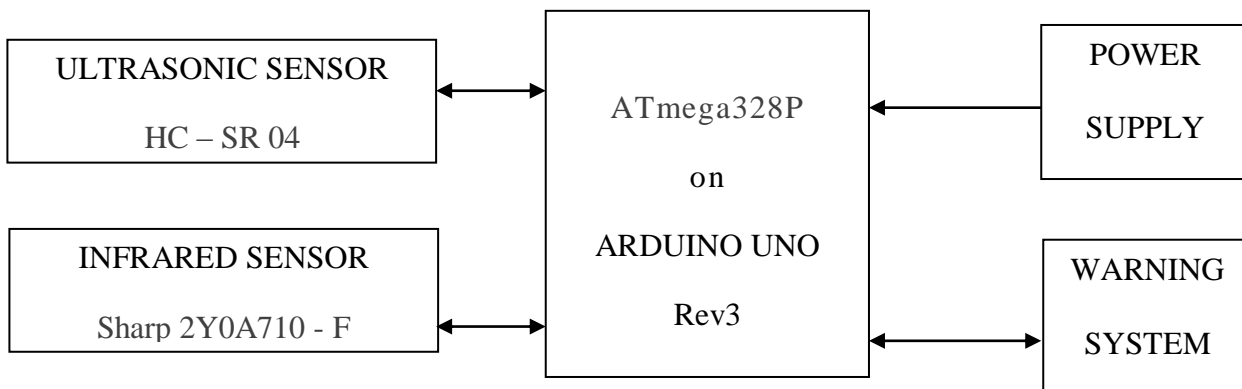 ULTRASONIC SENSOR
HC – SR 04
INFRARED SENSOR
Sharp 2Y0A710 - F
ATmega328P
on
ARDUINO UNO
Rev3
POWER
SUPPLY
WARNING
SYSTEM